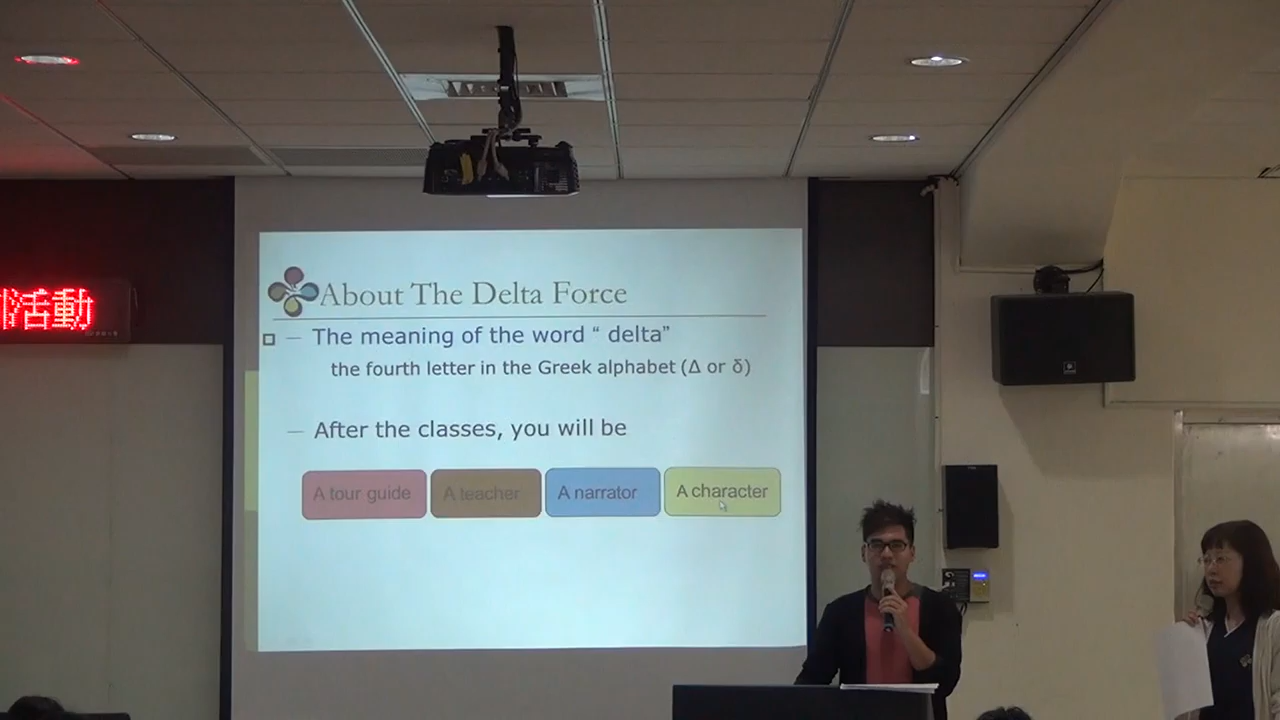 活動
About The Delta Force
— The meaning of the word “ delta”
the fourth letter in the Greek alphabet (Δ or δ)
— After the classes, you will be
A tour guide
A teacher
A narrator
A character